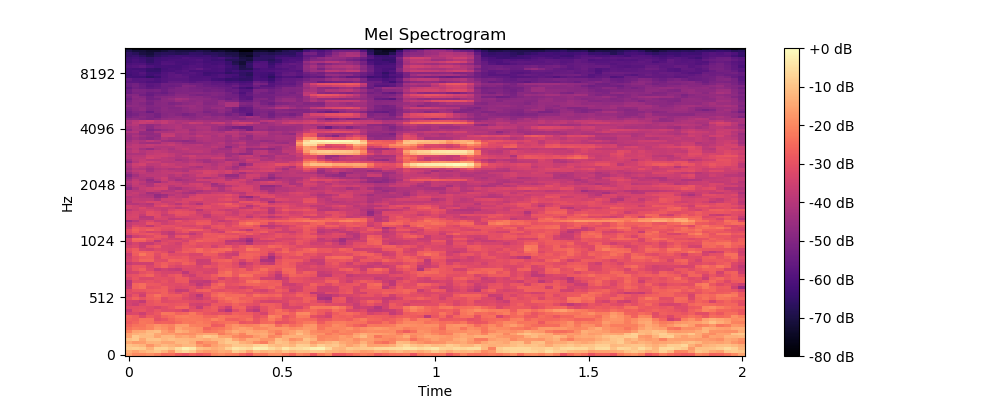 Mel Spectrogram
Hz
8192
4096
2048
1024
512
0
0 0.5 1 1.5 2
Time
+0 dB
-10 dB
-20 dB
-30 dB
-40 dB
-50 dB
-60 dB
-70 dB
-80 dB